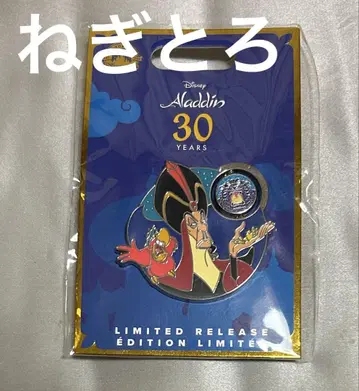 ねぎとろ
Disney
Aladdin
30
YEARS
LIMITED RELEASE
ÉDITION LIMITÉE